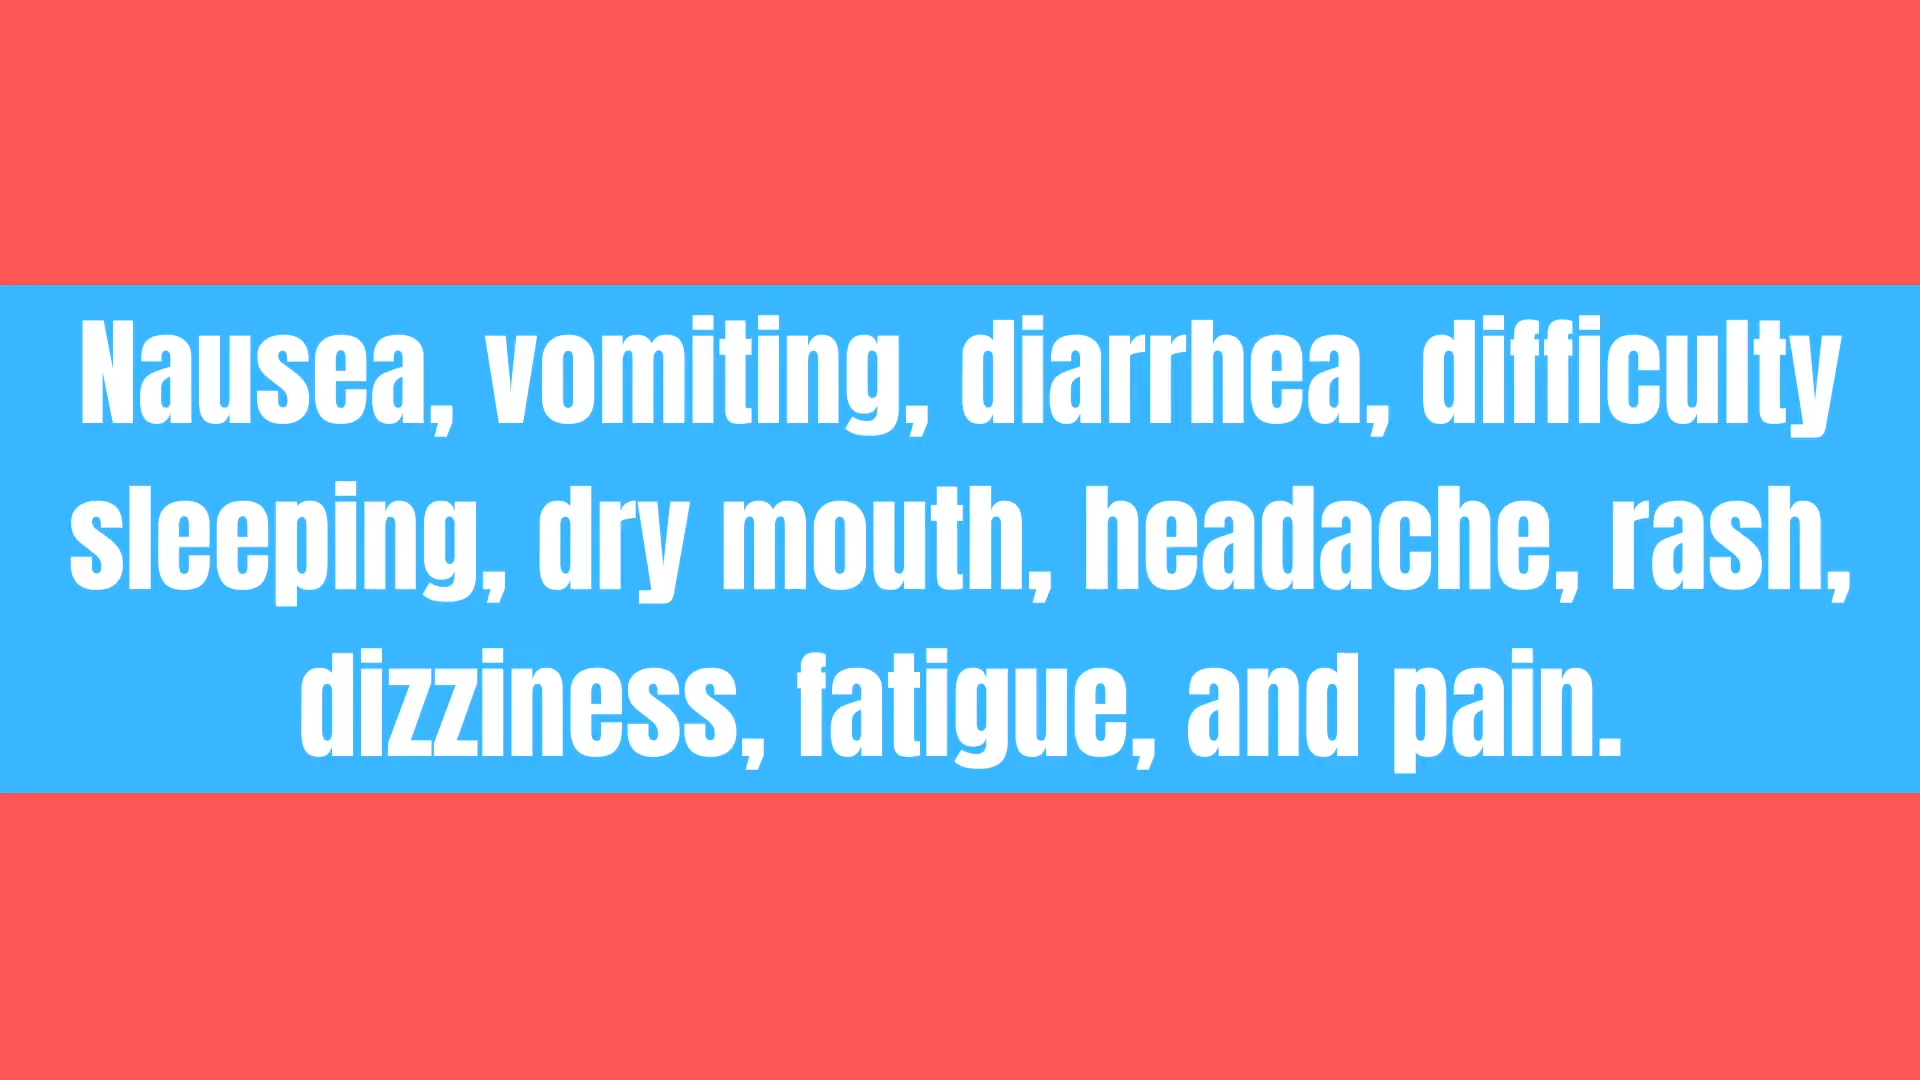 Nausea, vomiting, diarrhea, difficulty
sleeping, dry mouth, headache, rash,
dizziness, fatigue, and pain.